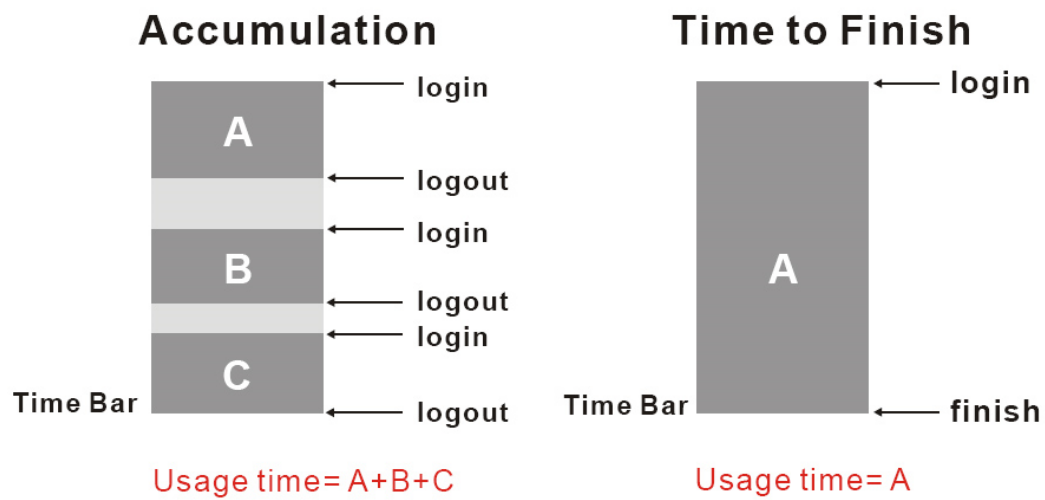 Accumulation
login
A
logout
login
B
logout
login
C
Time Bar
logout
Usage time= A+B+C
Time to Finish
login
A
Time Bar
finish
Usage time= A